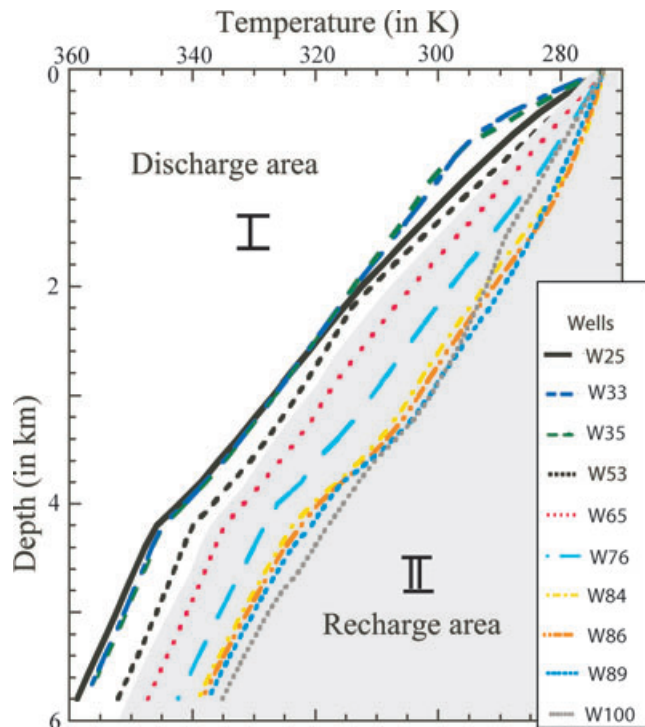 Temperature (in K)
360 340 320 300 280
0
Discharge area
I
2
Wells
W25
W33
W35
W53
W65
W76
W84
W86
W89
W100
4
Depth (in km)
II
Recharge area
6